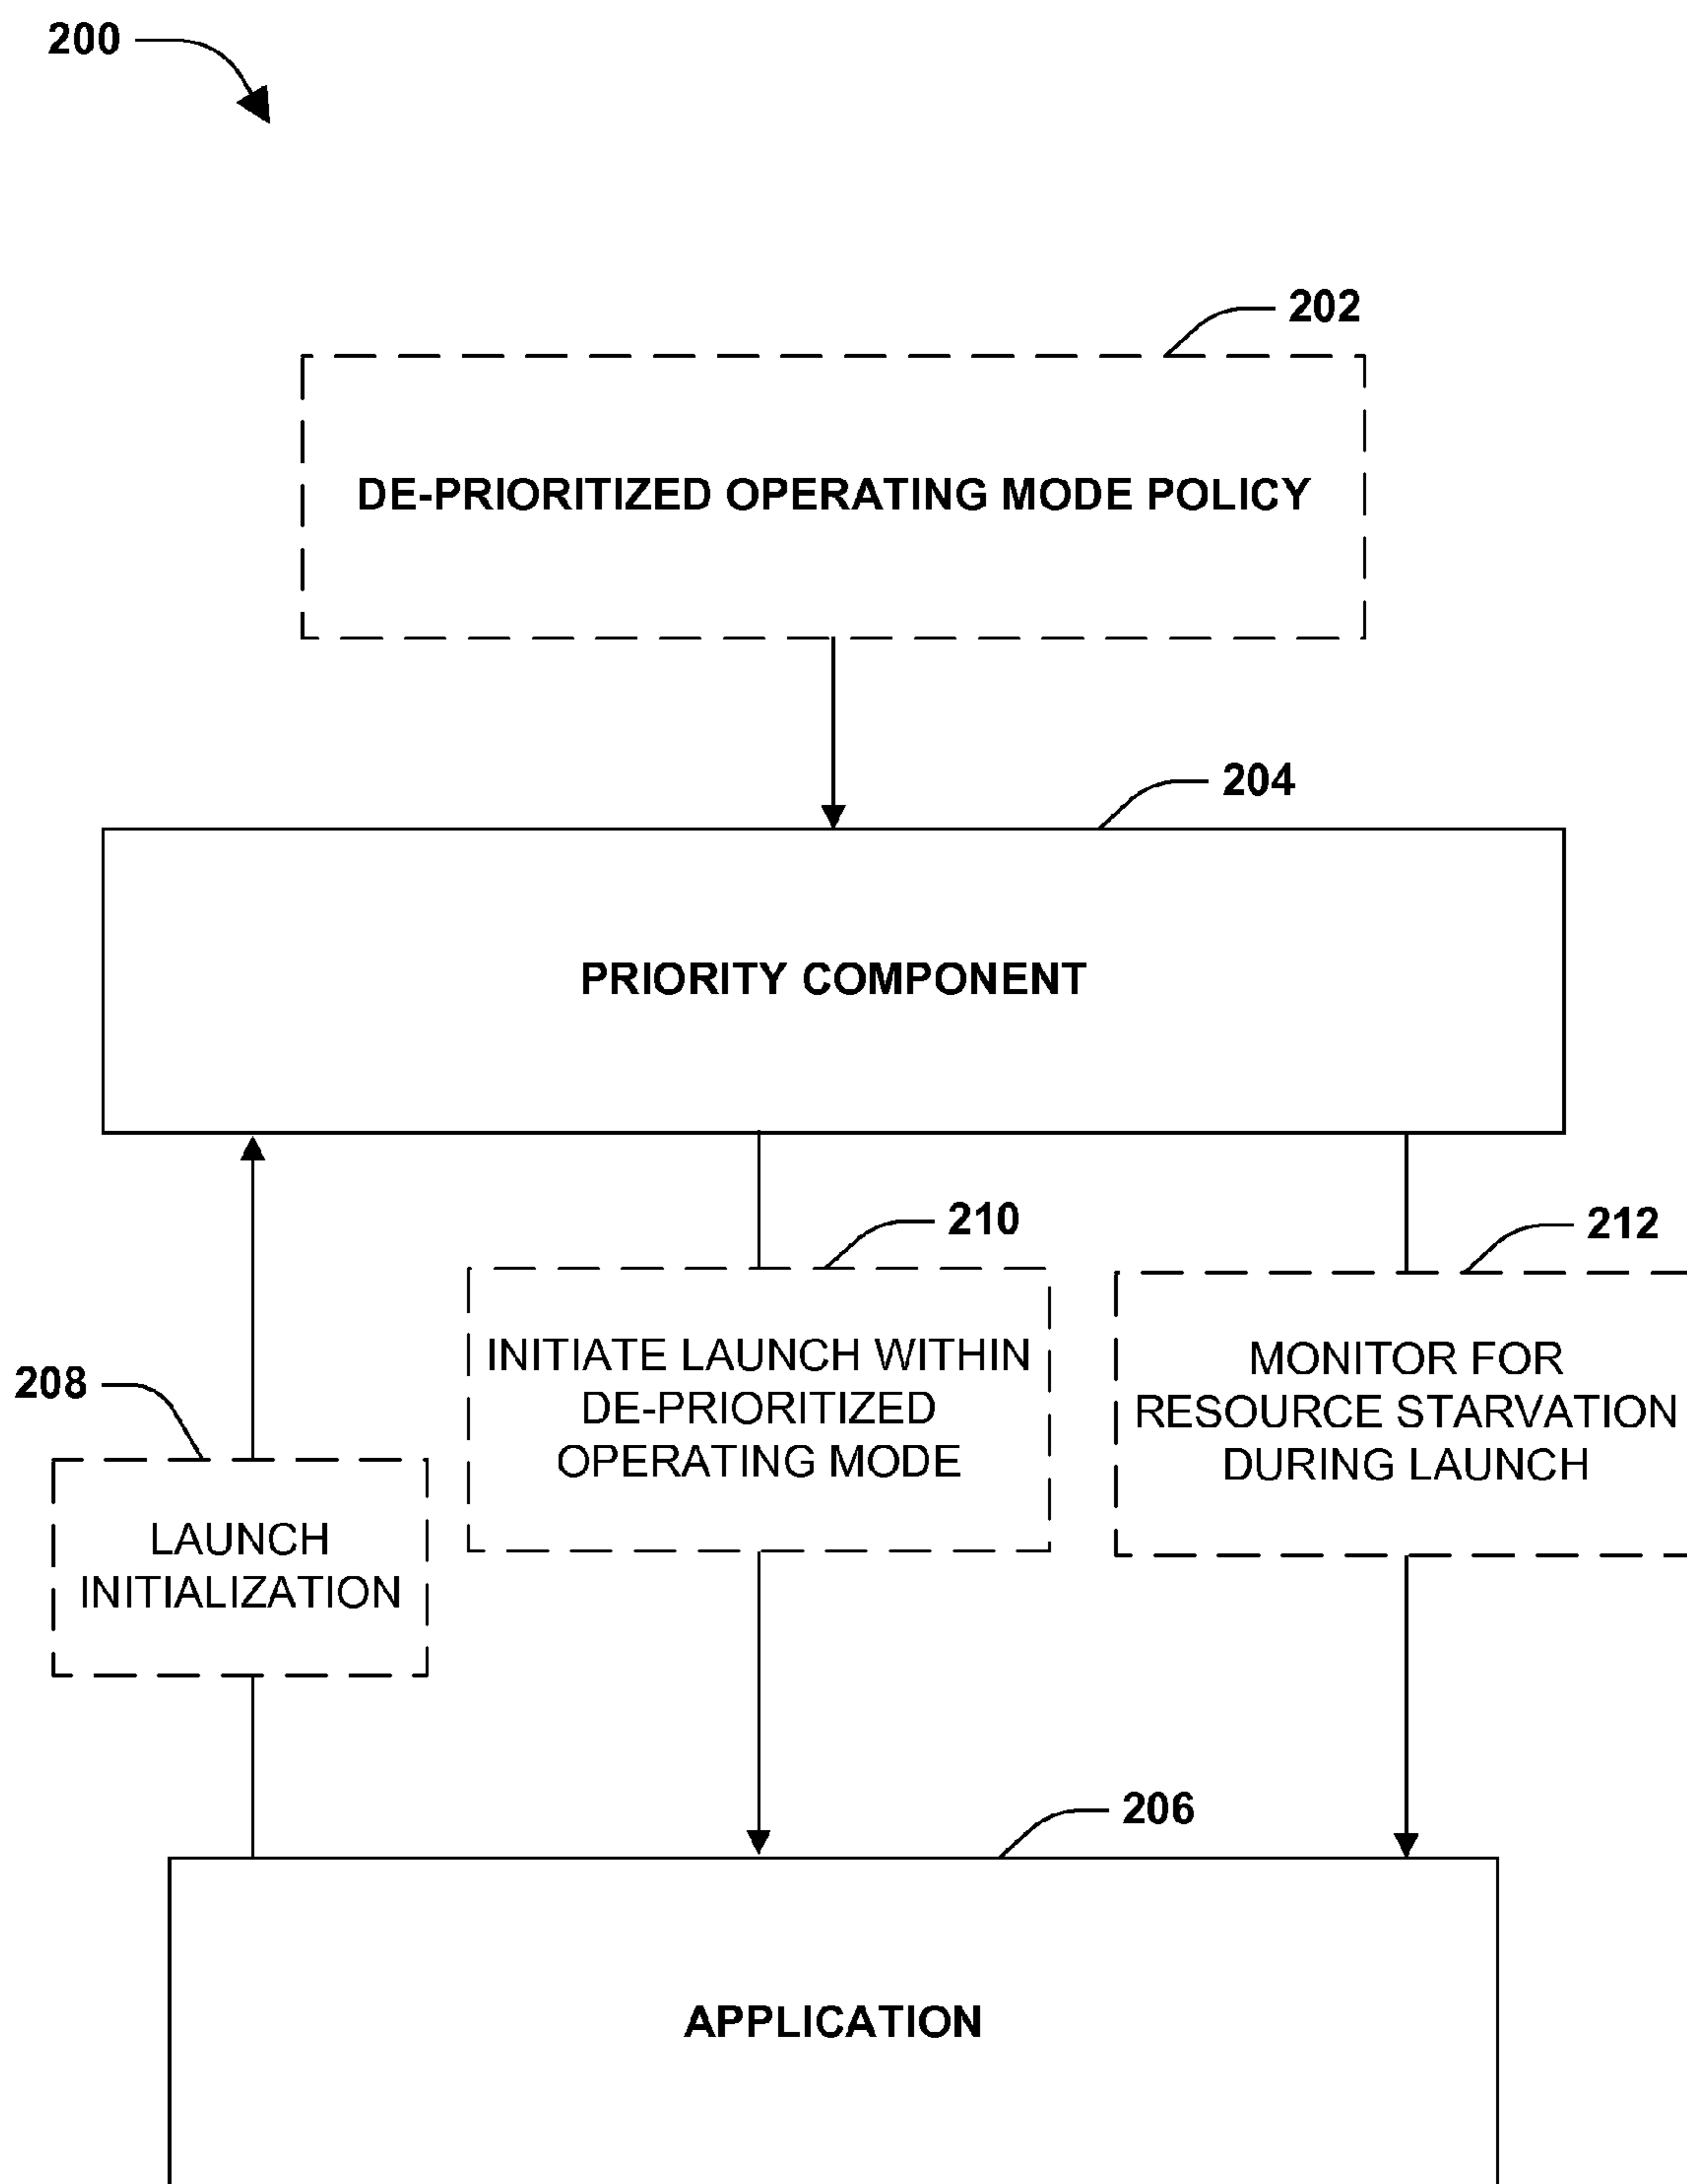 200
202
DE-PRIORITIZED OPERATING MODE POLICY
204
PRIORITY COMPONENT
210
212
INITIATE LAUNCH WITHIN
DE-PRIORITIZED
OPERATING MODE
MONITOR FOR
RESOURCE STARVATION
DURING LAUNCH
208
LAUNCH
INITIALIZATION
206
APPLICATION